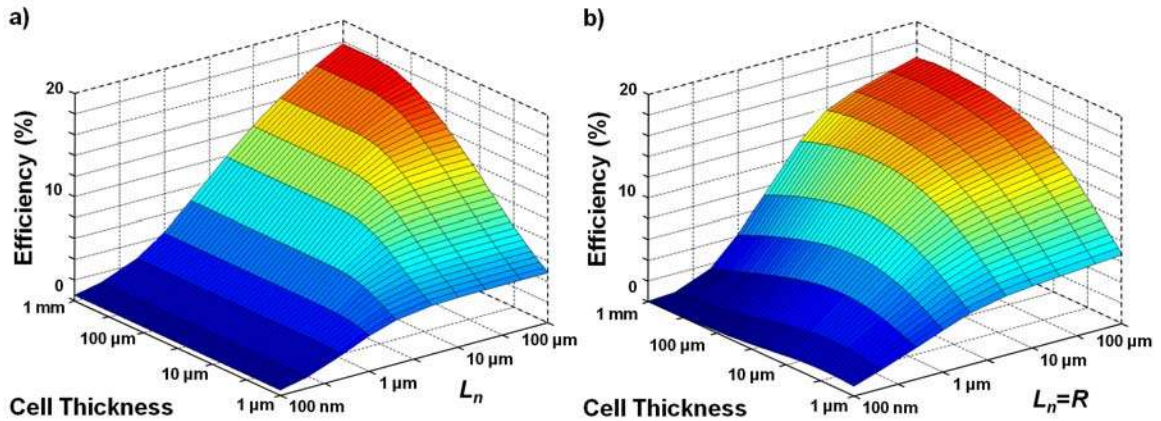 a)
20
10
0
Efficiency (%)
1 mm
100 µm
10 µm
1 µm
Cell Thickness
100 nm
1 µm
10 µm
100 µm
Ln
b)
20
10
0
Efficiency (%)
1 mm
100 µm
10 µm
1 µm
Cell Thickness
100 nm
1 µm
10 µm
100 µm
Ln=R